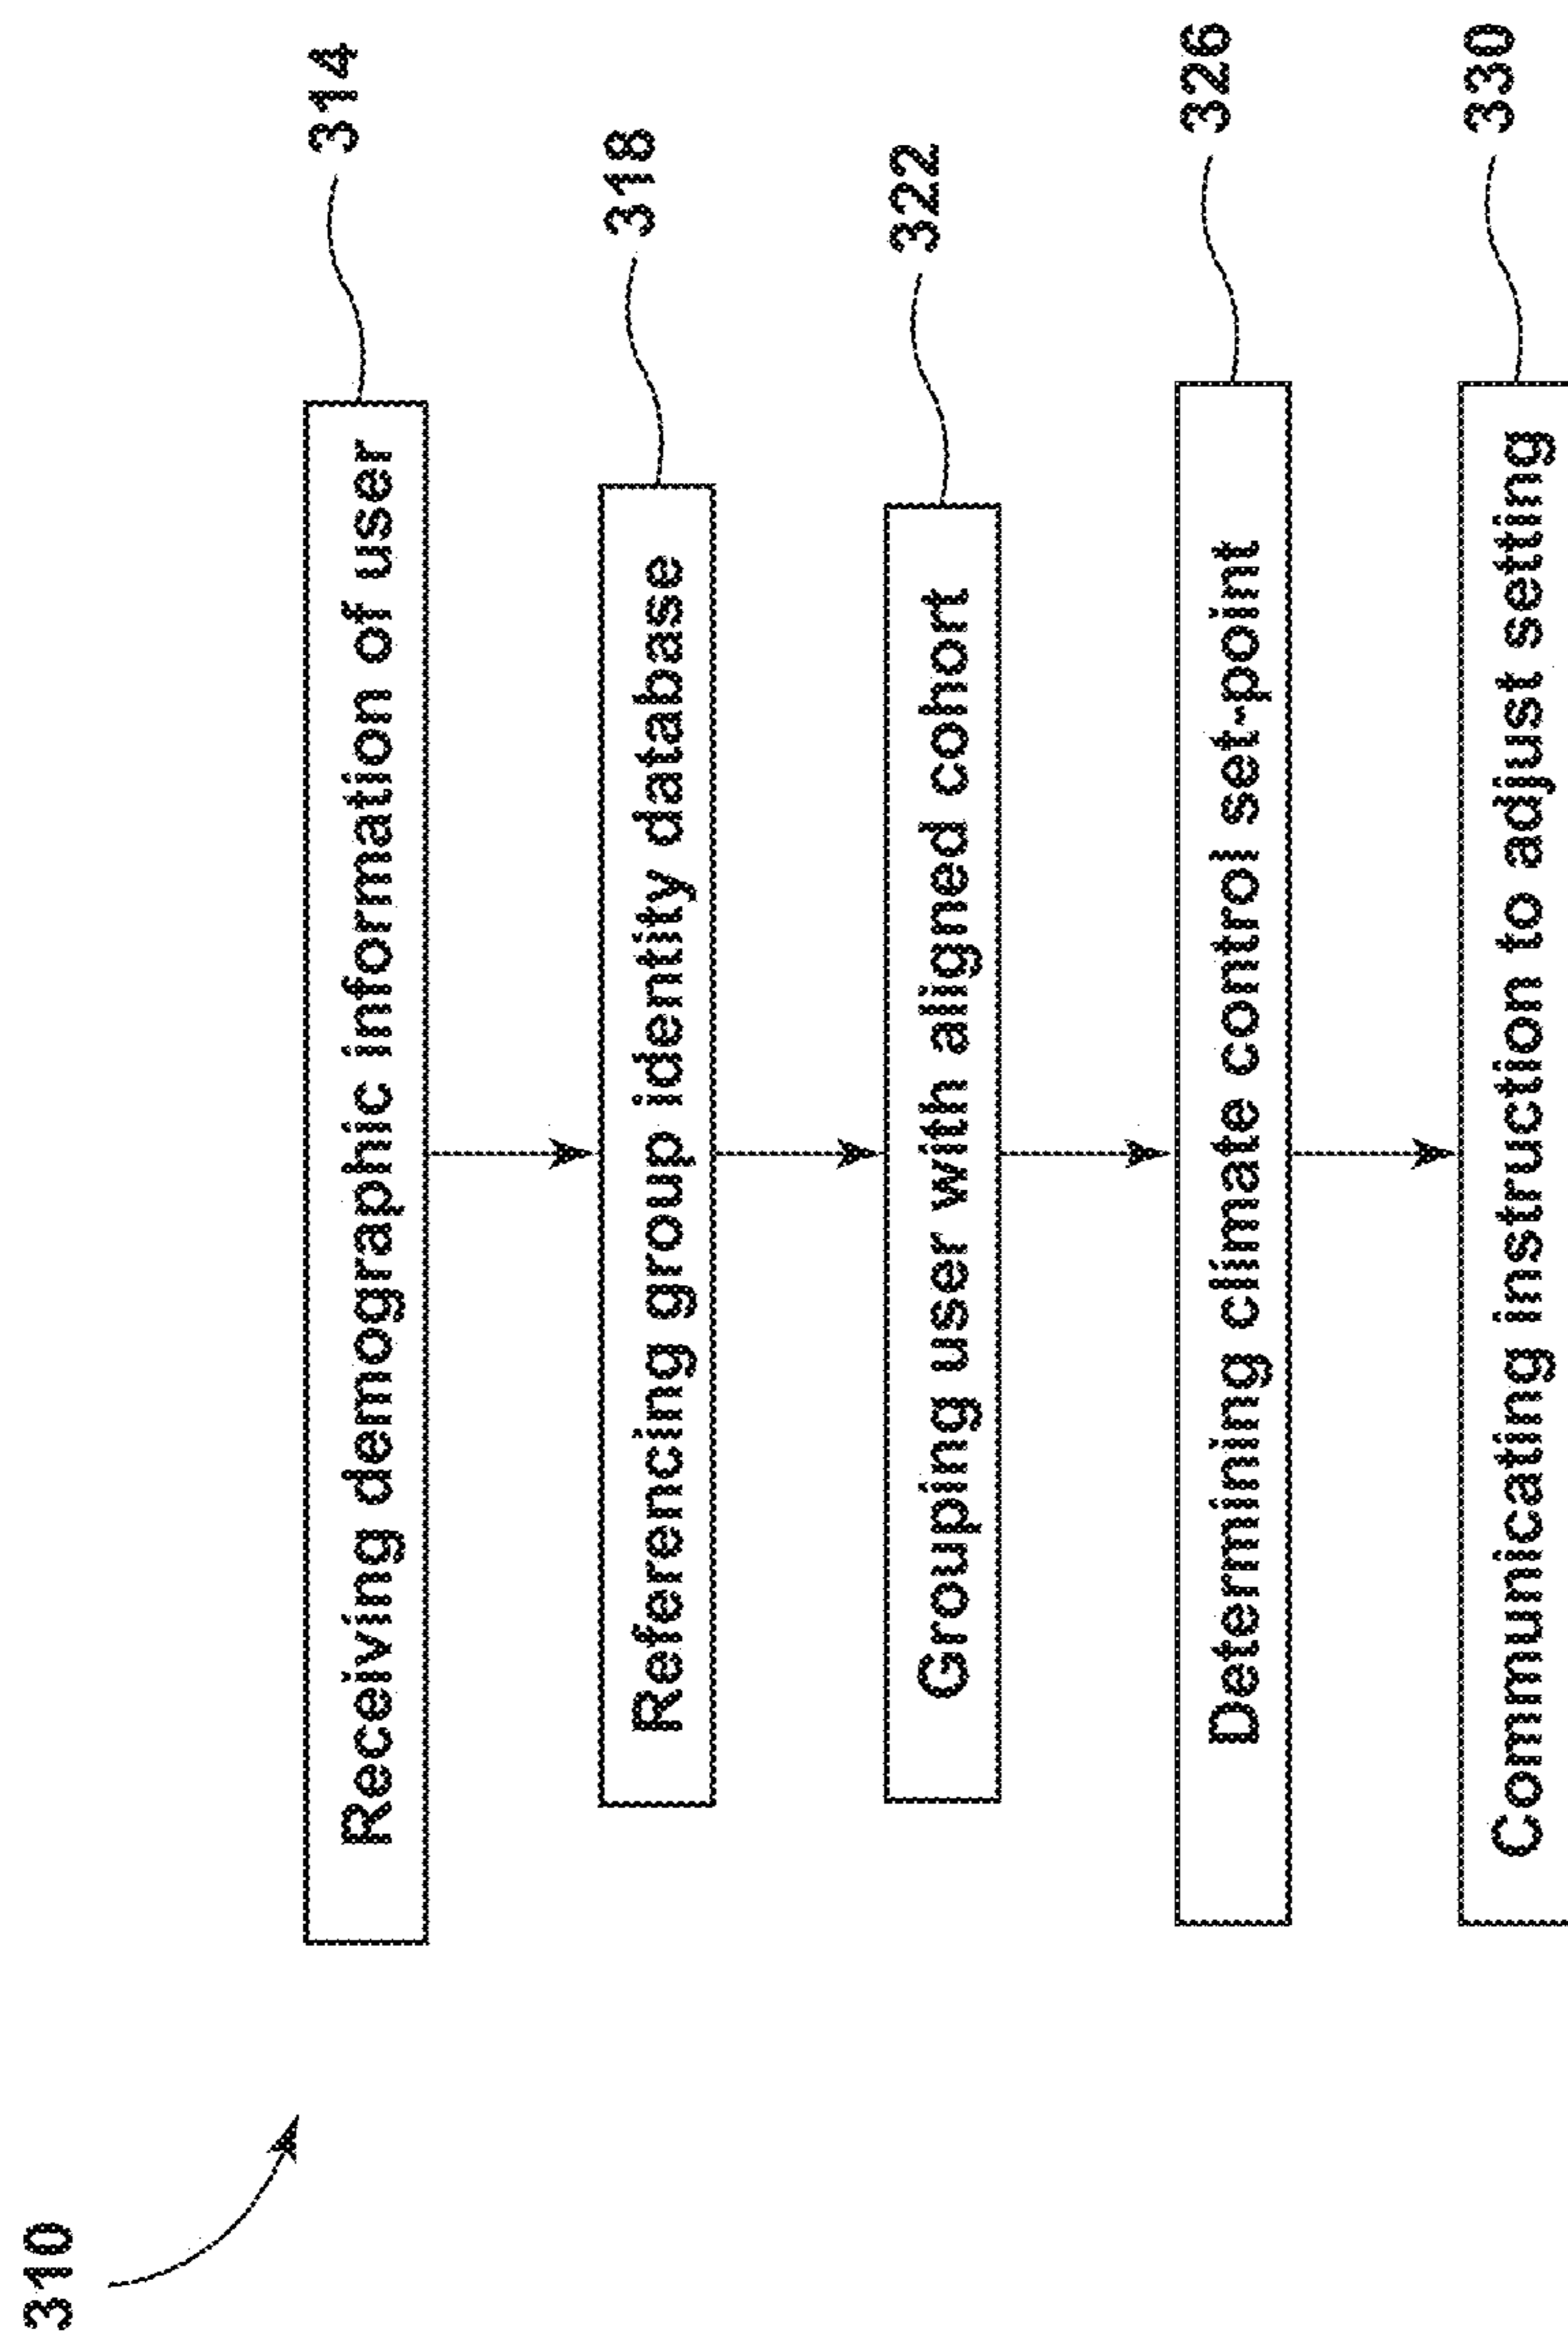 310
Receiving demographic information of user
314
Referencing group identity database
318
Grouping user with aligned cohort
322
Determining climate control set-point
326
Communicating instruction to adjust setting
330